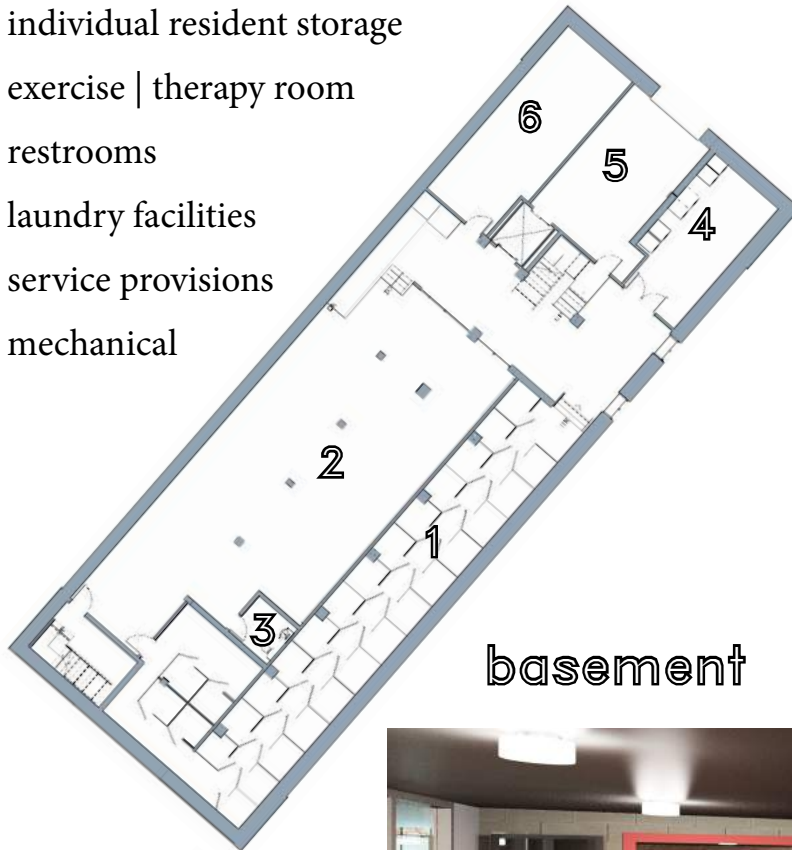 individual resident storage
exercise | therapy room
restrooms
laundry facilities
service provisions
mechanical
6
5
4
2
1
3
basement